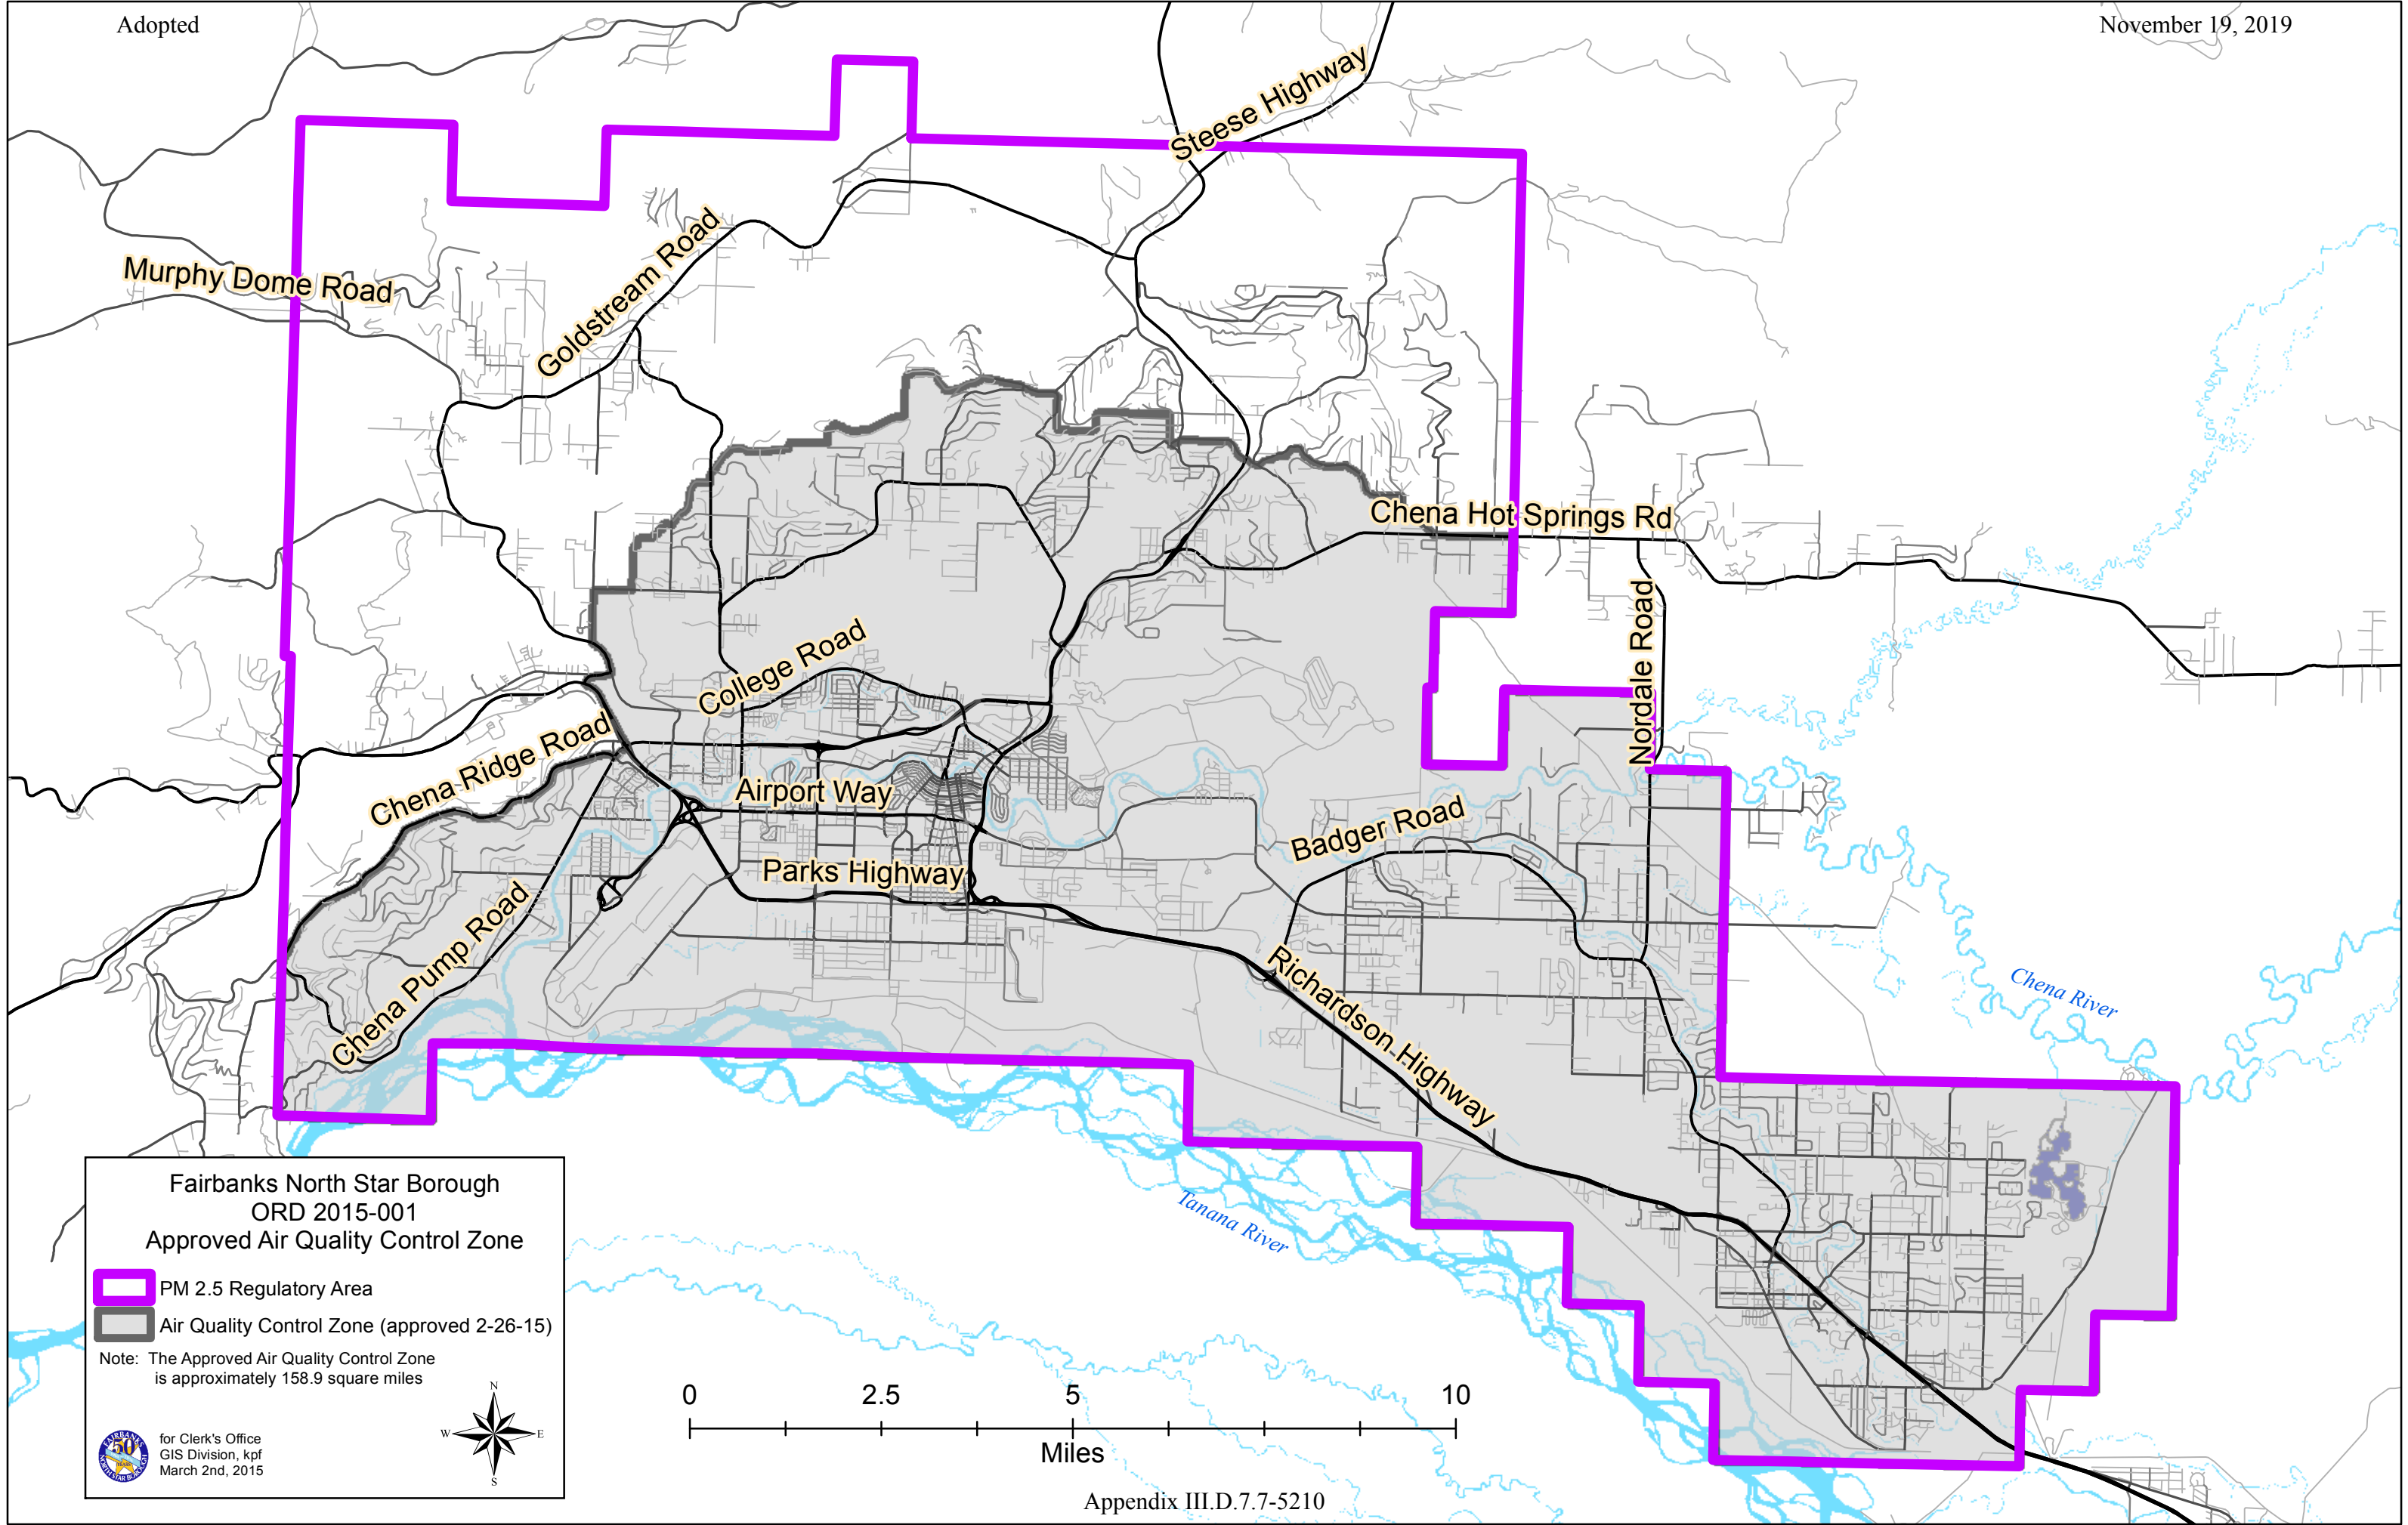 Adopted
November 19, 2019
Steese Highway
Murphy Dome Road
Goldstream Road
Chena Hot Springs Rd
Nordale Road
College Road
Chena Ridge Road
Airport Way
Badger Road
Parks Highway
Chena Pump Road
Richardson Highway
Chena River
Tanana River
Fairbanks North Star Borough
ORD 2015-001
Approved Air Quality Control Zone
PM 2.5 Regulatory Area
Air Quality Control Zone (approved 2-26-15)
Note: The Approved Air Quality Control Zone
is approximately 158.9 square miles
N
W E
S
for Clerk's Office
GIS Division, kpf
March 2nd, 2015
FAIRBANKS
50
NORTH STAR BOROUGH
0 2.5 5 10
Miles
Appendix III.D.7.7-5210